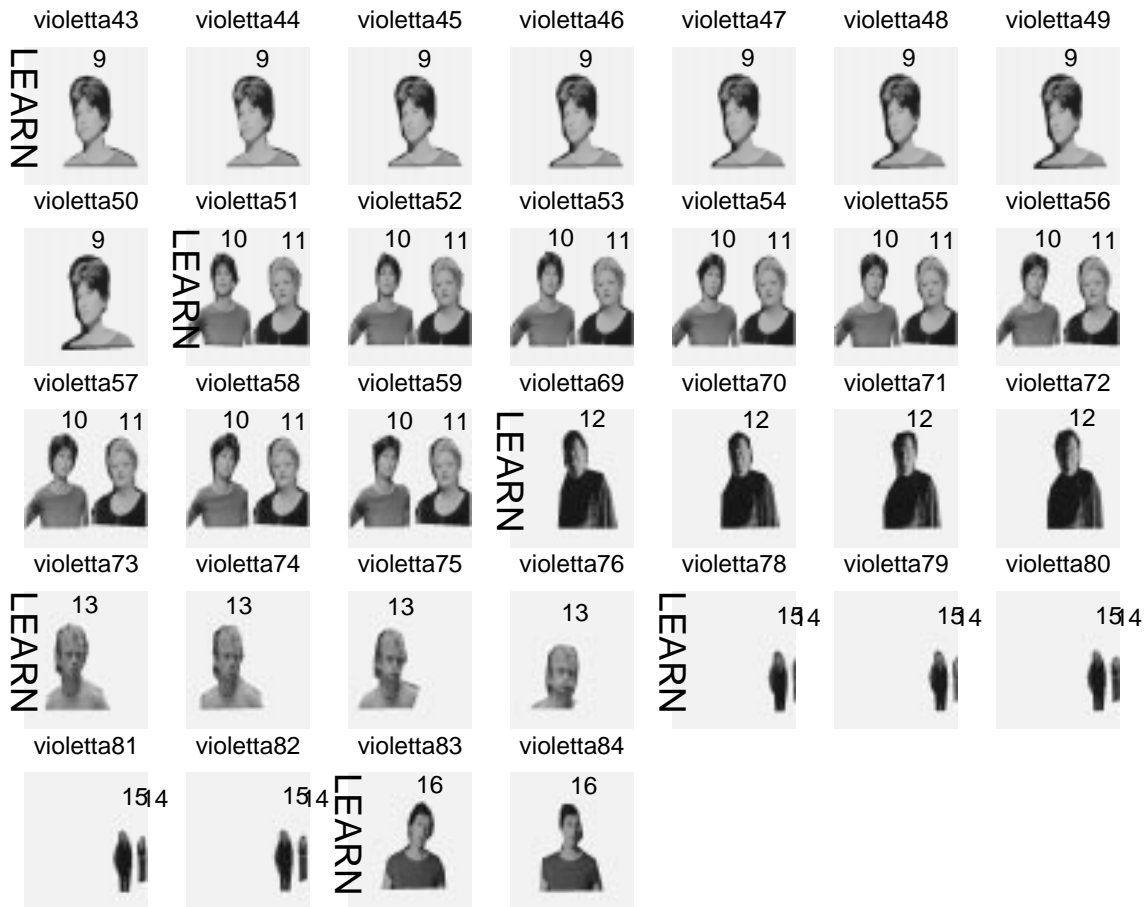 violetta43 violetta44 violetta45 violetta46 violetta47 violetta48 violetta49
LEARN 9 9 9 9 9 9 9
violetta50 violetta51 violetta52 violetta53 violetta54 violetta55 violetta56
9 LEARN 10 11 10 11 10 11 10 11 10 11 10 11
violetta57 violetta58 violetta59 violetta69 violetta70 violetta71 violetta72
10 11 10 11 10 11 LEARN 12 12 12 12
violetta73 violetta74 violetta75 violetta76 violetta78 violetta79 violetta80
LEARN 13 13 13 13 LEARN 15 14 15 14 15 14
violetta81 violetta82 violetta83 violetta84
15 14 15 14 LEARN 16 16